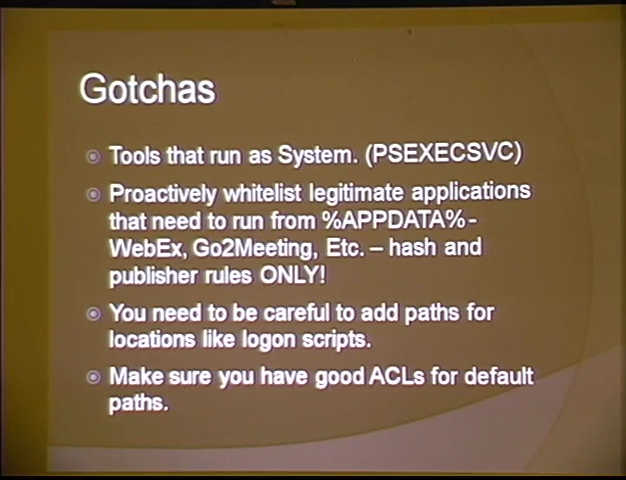 Gotchas
Tools that run as System. (PSEXECSVC)
Proactively whitelist legitimate applications
that need to run from %APPDATA% -
WebEx, Go2Meeting, Etc. – hash and
publisher rules ONLY!
You need to be careful to add paths for
locations like logon scripts.
Make sure you have good ACLs for default
paths.